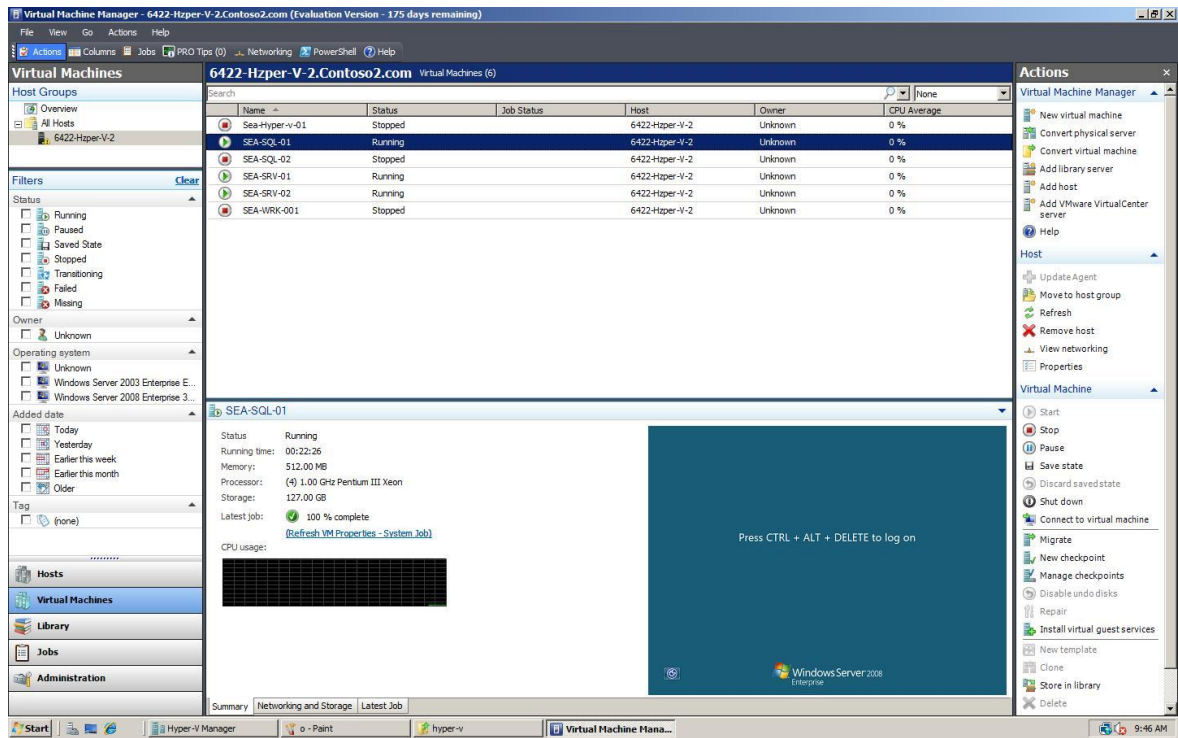 Virtual Machine Manager - 6422-Hzper-V-2.Contoso2.com (Evaluation Version - 175 days remaining)
File View Go Actions Help
Actions Columns Jobs PRO Tips (0) Networking PowerShell Help
Virtual Machines
Host Groups
Overview
All Hosts
6422-Hzper-V-2
Filters Clear
Status
Running
Paused
Saved State
Stopped
Transitioning
Failed
Missing
Owner
Unknown
Operating system
Unknown
Windows Server 2003 Enterprise E...
Windows Server 2008 Enterprise 3...
Added date
Today
Yesterday
Earlier this week
Earlier this month
Older
Tag
(none)
Hosts
Virtual Machines
Library
Jobs
Administration
6422-Hzper-V-2.Contoso2.com Virtual Machines (6)
Search None
Name Status Job Status Host Owner CPU Average
Sea-Hyper-v-01 Stopped 6422-Hzper-V-2 Unknown 0 %
SEA-SQL-01 Running 6422-Hzper-V-2 Unknown 0 %
SEA-SQL-02 Stopped 6422-Hzper-V-2 Unknown 0 %
SEA-SRV-01 Running 6422-Hzper-V-2 Unknown 0 %
SEA-SRV-02 Running 6422-Hzper-V-2 Unknown 0 %
SEA-WRK-001 Stopped 6422-Hzper-V-2 Unknown 0 %
SEA-SQL-01
Status Running
Running time: 00:22:26
Memory: 512.00 MB
Processor: (4) 1.00 GHz Pentium III Xeon
Storage: 127.00 GB
Latest job: 100 % complete
(Refresh VM Properties - System Job)
CPU usage:
Press CTRL + ALT + DELETE to log on
Windows Server 2008
Enterprise
Summary Networking and Storage Latest Job
Actions
Virtual Machine Manager
New virtual machine
Convert physical server
Convert virtual machine
Add library server
Add host
Add VMware VirtualCenter
server
Help
Host
Update Agent
Move to host group
Refresh
Remove host
View networking
Properties
Virtual Machine
Start
Stop
Pause
Save state
Discard saved state
Shut down
Connect to virtual machine
Migrate
New checkpoint
Manage checkpoints
Disable undo disks
Repair
Install virtual guest services
New template
Clone
Store in library
Delete
Start Hyper-V Manager o - Paint hyper-v Virtual Machine Mana... 9:46 AM